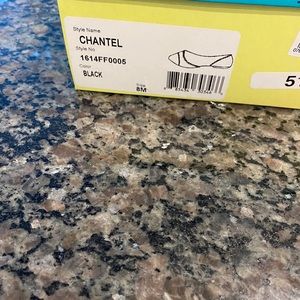 Style Name
CHANTEL
Style No
1614FF0005
Color
BLACK
Size
8M